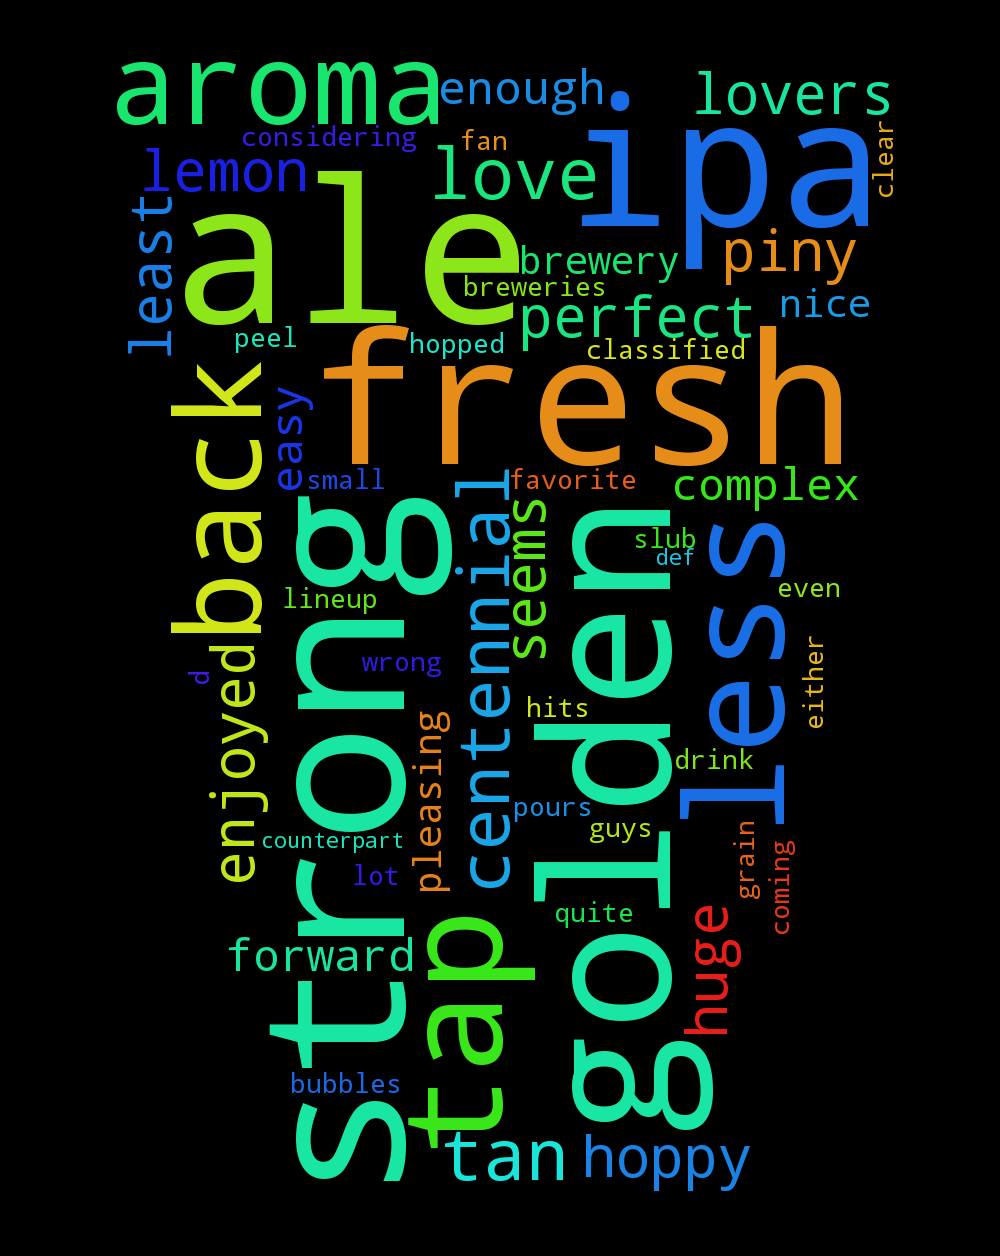 aroma
enough
lovers
ipa
considering
fan
clear
lemon
love
ale
least
piny
brewery
breweries
nice
perfect
peel
hopped
classified
fresh
back
easy
small
favorite
complex
centennial
strong
seems
golden
slub
def
less
even
lineup
either
enjoyed
d
wrong
hits
pleasing
drink
pours
guys
counterpart
lot
grain
coming
quite
huge
forward
tap
bubbles
tan
hoppy